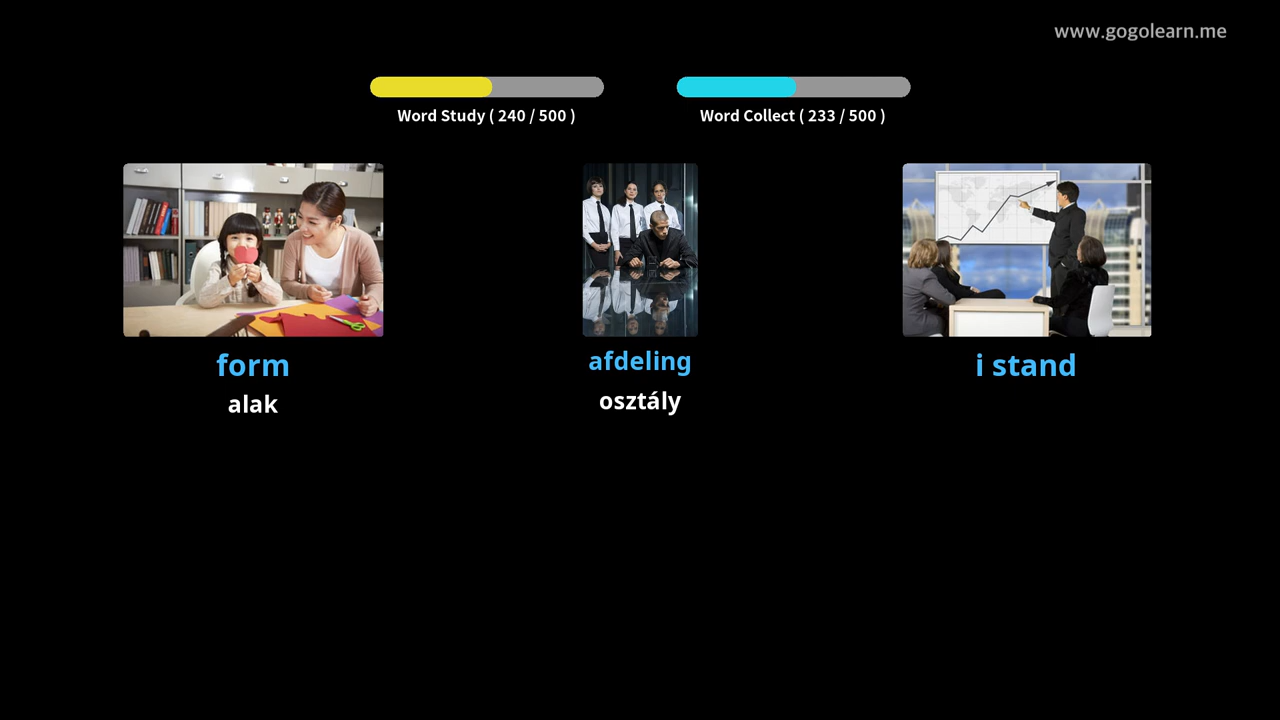 www.gogolearn.me
Word Study ( 240 / 500 )
Word Collect ( 233 / 500 )
form
alak
afdeling
osztály
i stand